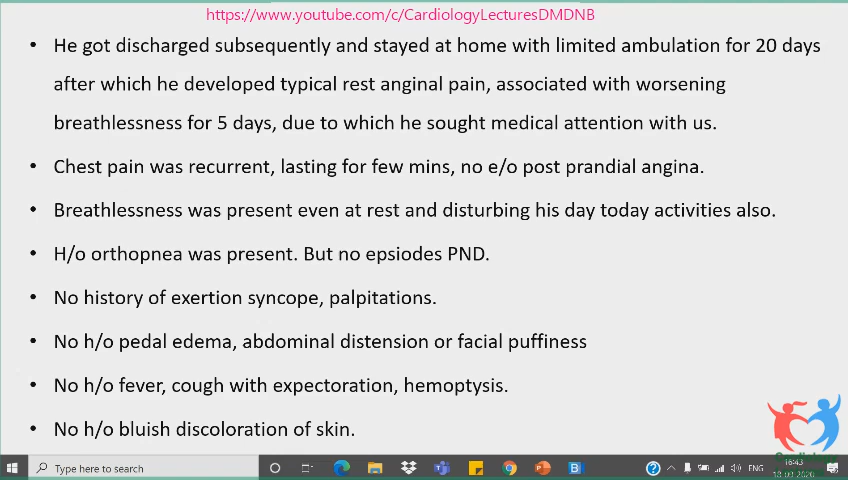 https://www.youtube.com/c/CardiologyLecturesDMDNB
• He got discharged subsequently and stayed at home with limited ambulation for 20 days
after which he developed typical rest anginal pain, associated with worsening
breathlessness for 5 days, due to which he sought medical attention with us.
• Chest pain was recurrent, lasting for few mins, no e/o post prandial angina.
• Breathlessness was present even at rest and disturbing his day today activities also.
• H/o orthopnea was present. But no epsiodes PND.
• No history of exertion syncope, palpitations.
• No h/o pedal edema, abdominal distension or facial puffiness
• No h/o fever, cough with expectoration, hemoptysis.
• No h/o bluish discoloration of skin.
Cardiology
Type here to search
ENG
16:43
18-09-2020